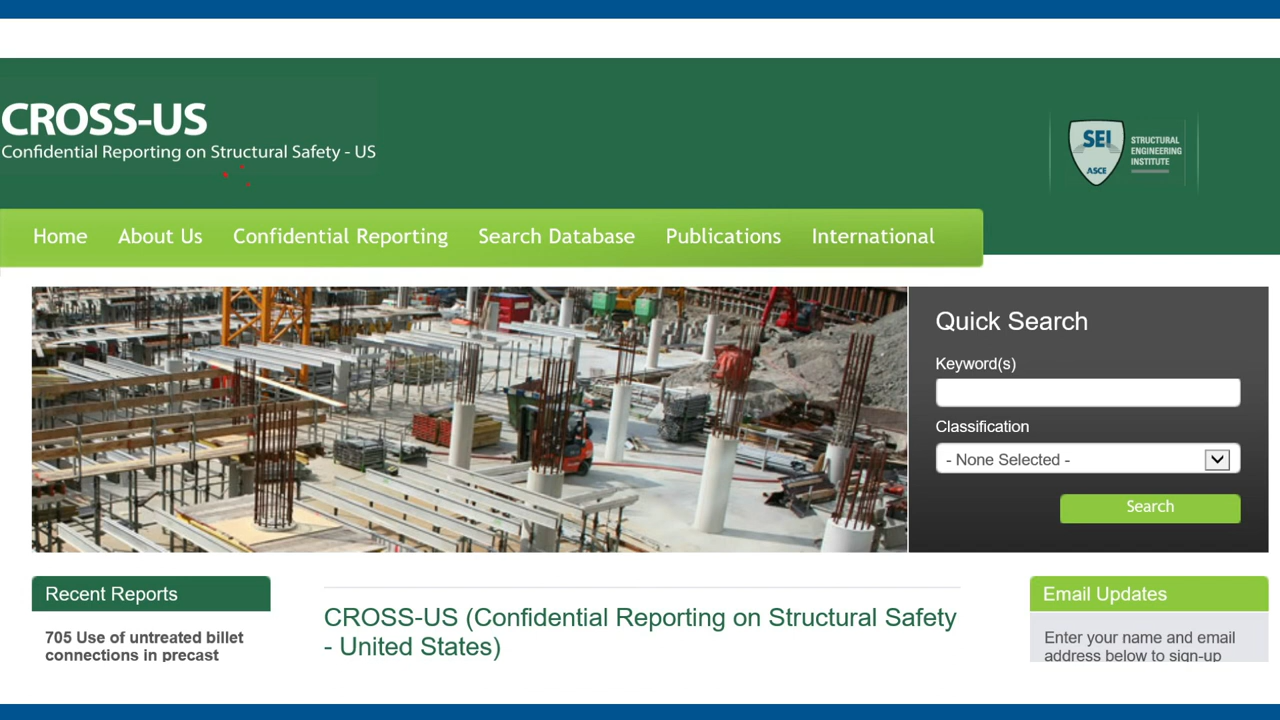 CROSS-US
Confidential Reporting on Structural Safety - US
SEI
ASCE
STRUCTURAL
ENGINEERING
INSTITUTE
Home About Us Confidential Reporting Search Database Publications International
Quick Search
Keyword(s)
Classification
- None Selected -
Search
Recent Reports
705 Use of untreated billet
connections in precast
CROSS-US (Confidential Reporting on Structural Safety
- United States)
Email Updates
Enter your name and email
address below to sign-up